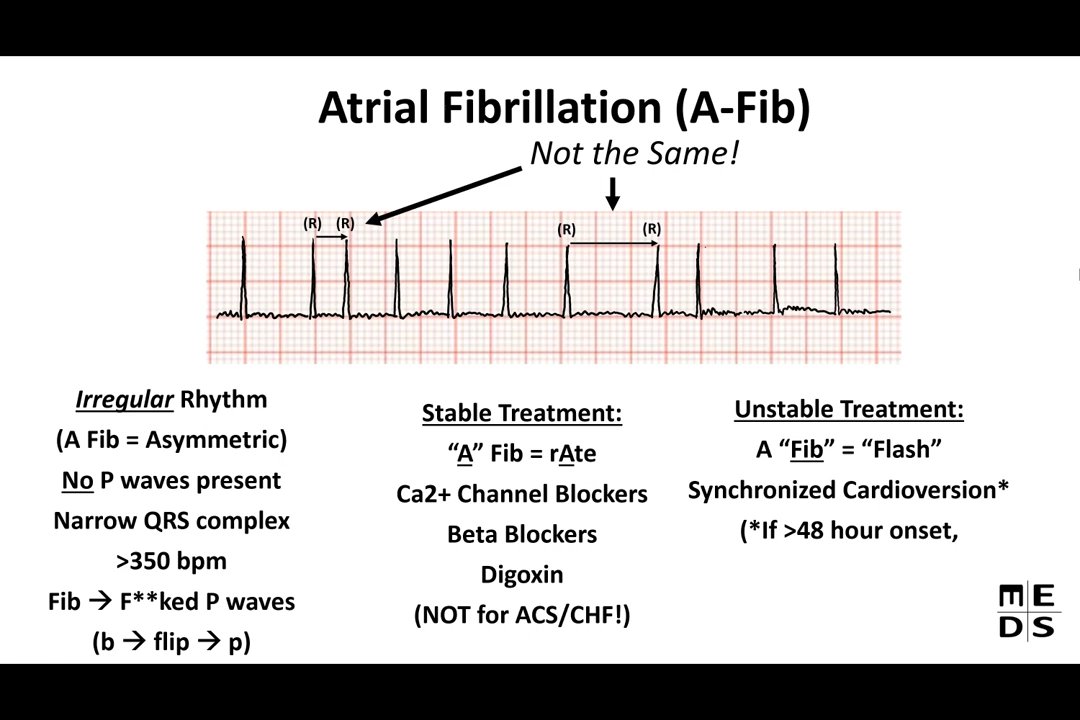 Atrial Fibrillation (A-Fib)
Not the Same!
(R) (R) (R) (R)
Irregular Rhythm
(A Fib = Asymmetric)
No P waves present
Narrow QRS complex
>350 bpm
Fib → F**ked P waves
(b → flip → p)
Stable Treatment:
“A” Fib = rAte
Ca2+ Channel Blockers
Beta Blockers
Digoxin
(NOT for ACS/CHF!)
Unstable Treatment:
A “Fib” = “Flash”
Synchronized Cardioversion*
(*If >48 hour onset,
ME
DS